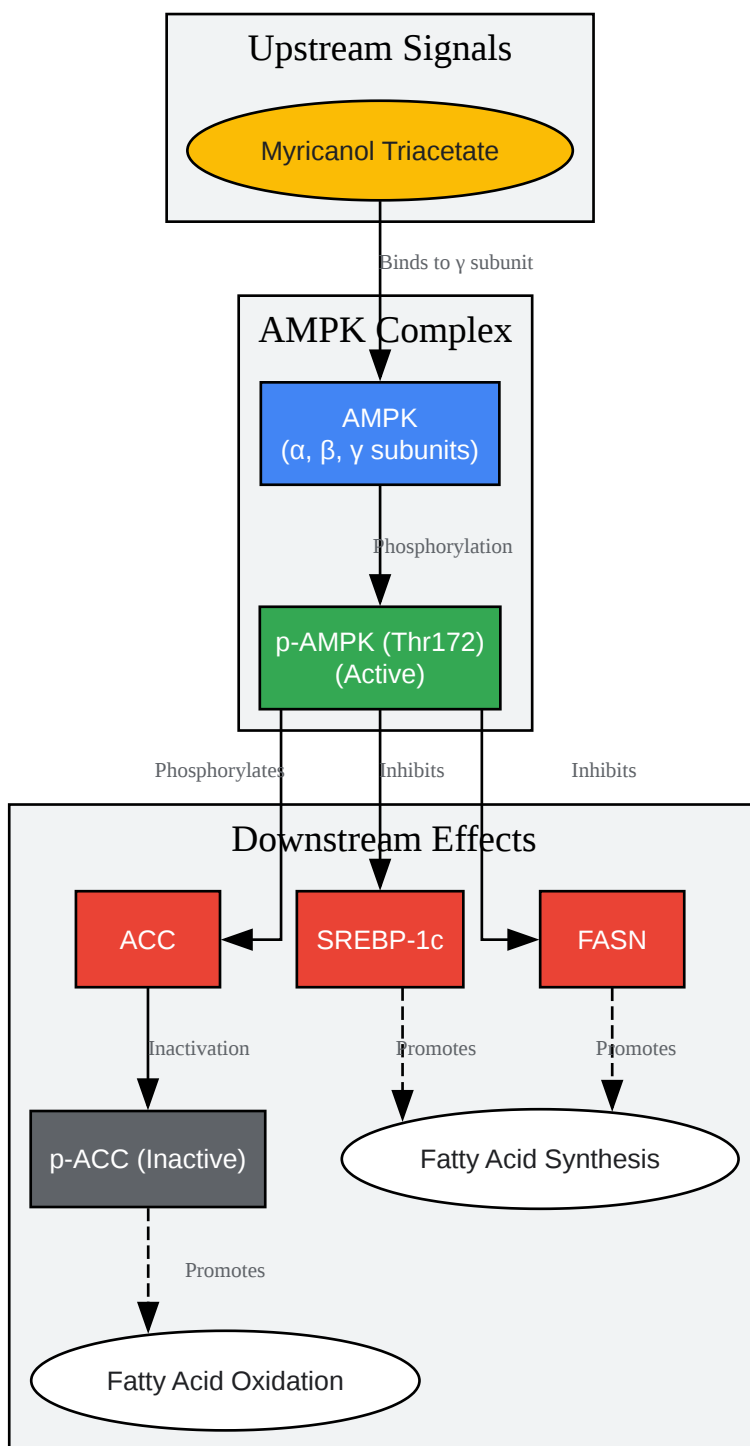 Upstream Signals
Myricanol Triacetate
Binds to γ subunit
AMPK Complex
AMPK
(α, β, γ subunits)
Phosphorylation
p-AMPK (Thr172)
(Active)
Phosphorylates
Inhibits
Inhibits
Downstream Effects
ACC
SREBP-1c
FASN
Inactivation
Promotes
Promotes
p-ACC (Inactive)
Fatty Acid Synthesis
Promotes
Fatty Acid Oxidation